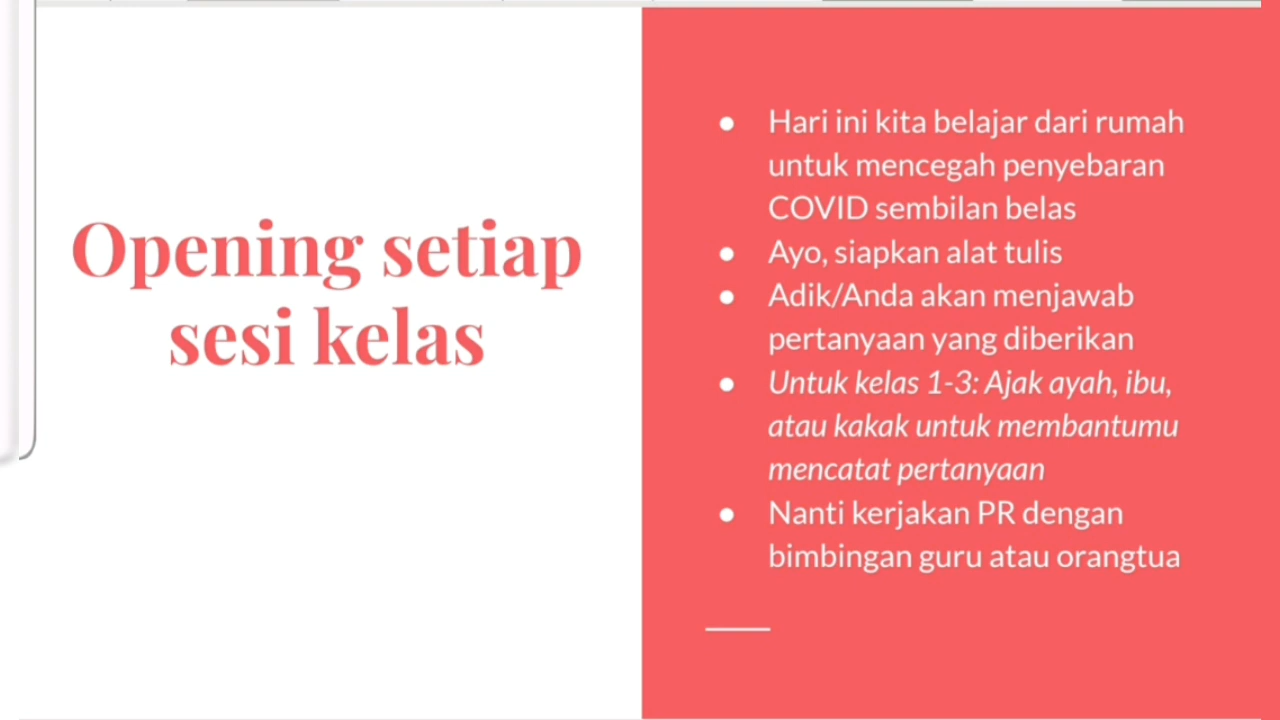 Opening setiap
sesi kelas
● Hari ini kita belajar dari rumah
untuk mencegah penyebaran
COVID sembilan belas
● Ayo, siapkan alat tulis
● Adik/Anda akan menjawab
pertanyaan yang diberikan
● Untuk kelas 1-3: Ajak ayah, ibu,
atau kakak untuk membantumu
mencatat pertanyaan
● Nanti kerjakan PR dengan
bimbingan guru atau orangtua